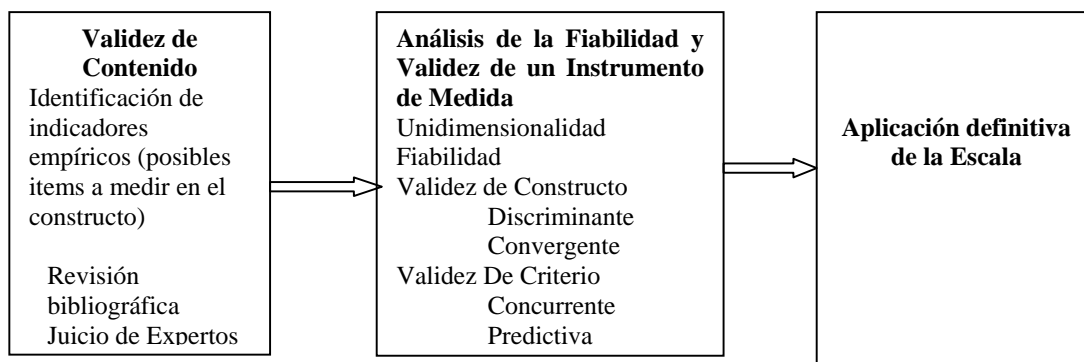 Validez de
Contenido
Identificación de
indicadores
empíricos (posibles
items a medir en el
constructo)
Revisión
bibliográfica
Juicio de Expertos
Análisis de la Fiabilidad y
Validez de un Instrumento
de Medida
Unidimensionalidad
Fiabilidad
Validez de Constructo
Discriminante
Convergente
Validez De Criterio
Concurrente
Predictiva
Aplicación definitiva
de la Escala